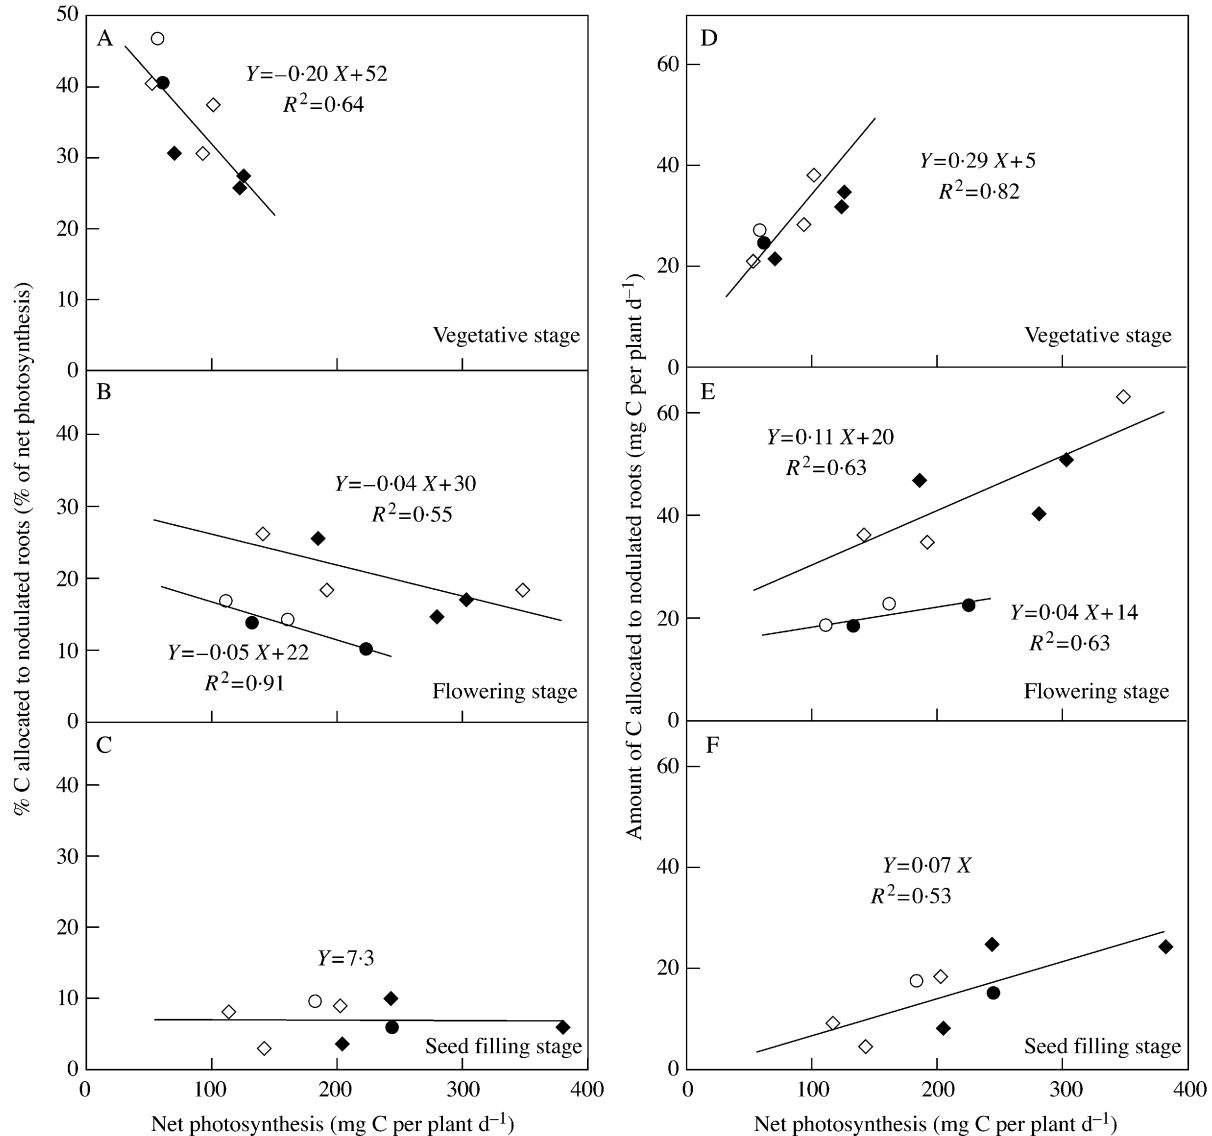 % C allocated to nodulated roots (% of net photosynthesis)
50
40
30
20
10
0
A
Y=−0·20 X+52
R²=0·64
Vegetative stage
40
30
20
10
0
B
Y=−0·04 X+30
R²=0·55
Y=−0·05 X+22
R²=0·91
Flowering stage
40
30
20
10
0
C
Y=7·3
Seed filling stage
0 100 200 300 400
Net photosynthesis (mg C per plant d⁻¹)
Amount of C allocated to nodulated roots (mg C per plant d⁻¹)
60
40
20
0
D
Y=0·29 X+5
R²=0·82
Vegetative stage
60
40
20
0
E
Y=0·11 X+20
R²=0·63
Y=0·04 X+14
R²=0·63
Flowering stage
60
40
20
0
F
Y=0·07 X
R²=0·53
Seed filling stage
0 100 200 300 400
Net photosynthesis (mg C per plant d⁻¹)